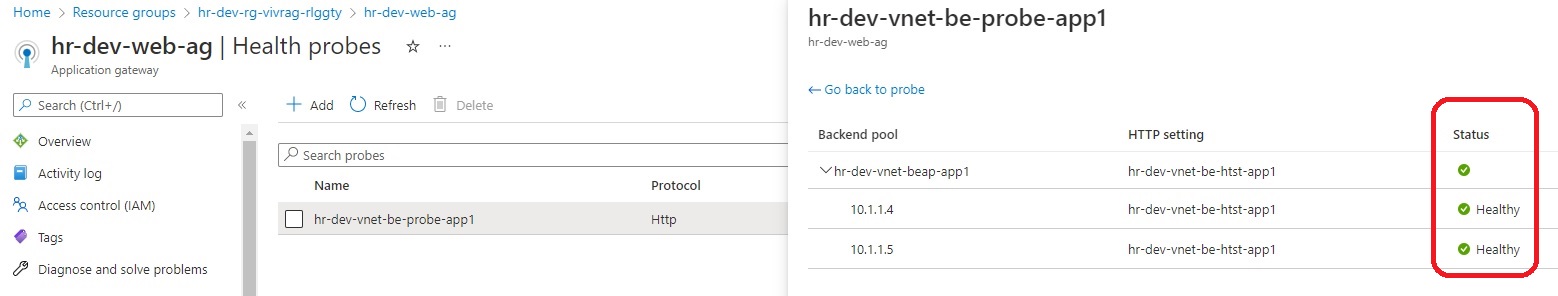 Home > Resource groups > hr-dev-rg-vivrag-rlggty > hr-dev-web-ag
hr-dev-web-ag | Health probes ☆ ...
Application gateway
Search (Ctrl+/) «
Overview
Activity log
Access control (IAM)
Tags
Diagnose and solve problems
+ Add Refresh Delete
Search probes
Name Protocol
hr-dev-vnet-be-probe-app1 Http
hr-dev-vnet-be-probe-app1
hr-dev-web-ag
← Go back to probe
Backend pool HTTP setting Status
hr-dev-vnet-beap-app1 hr-dev-vnet-be-htst-app1
10.1.1.4 hr-dev-vnet-be-htst-app1 Healthy
10.1.1.5 hr-dev-vnet-be-htst-app1 Healthy